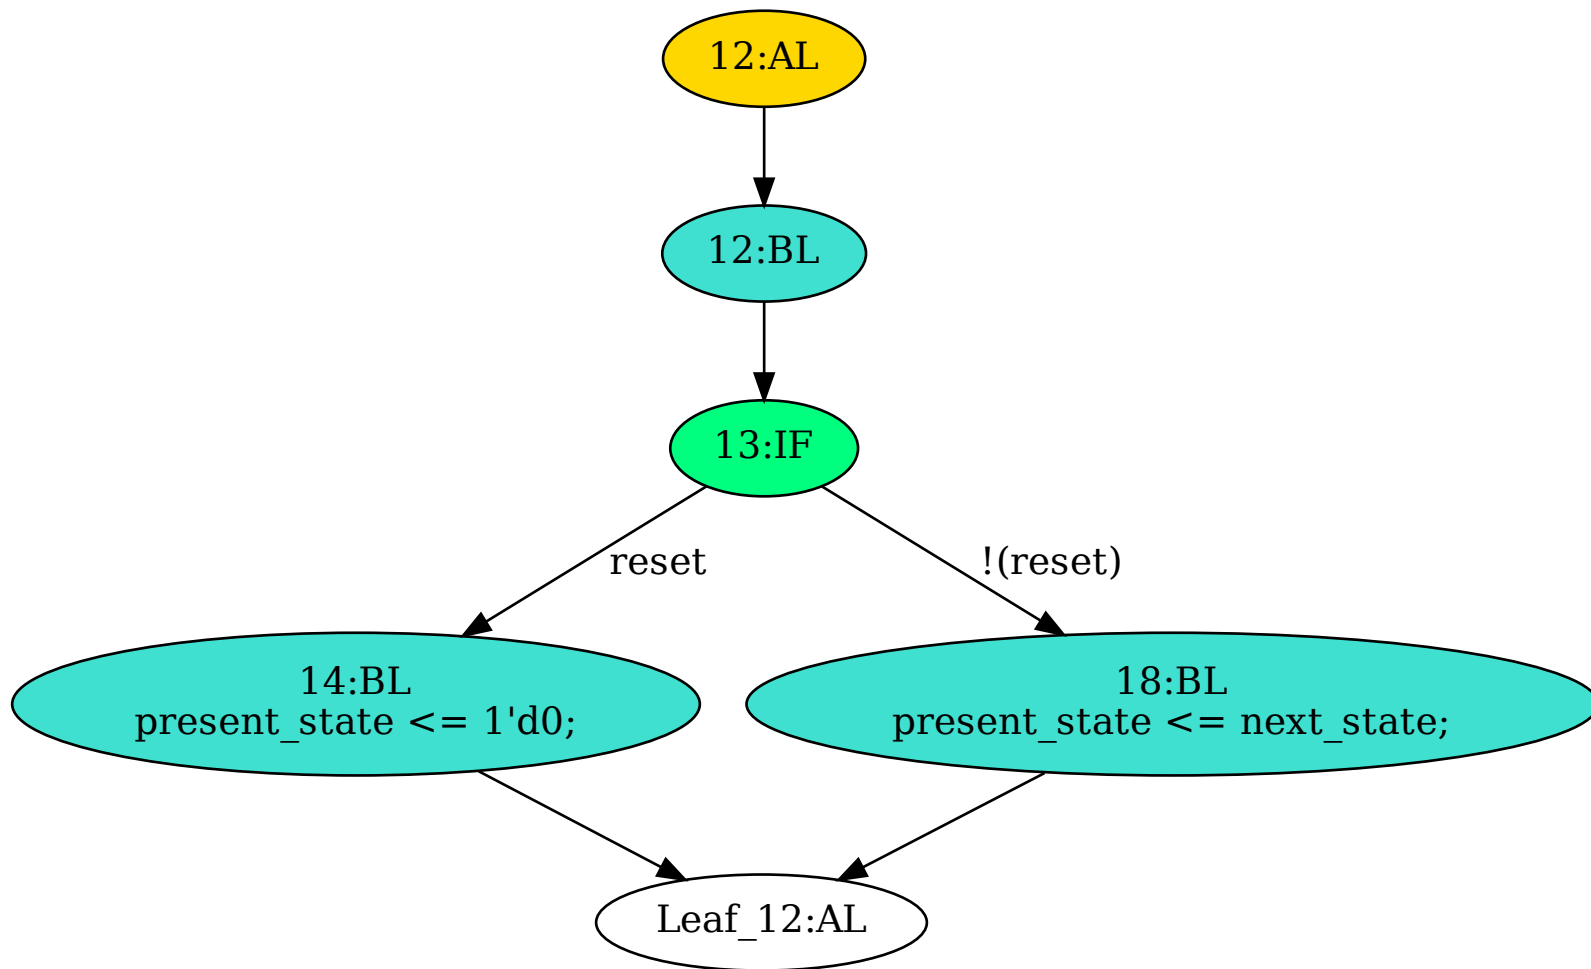 12:AL
12:BL
13:IF
reset
!(reset)
14:BL
present_state <= 1'd0;
18:BL
present_state <= next_state;
Leaf_12:AL